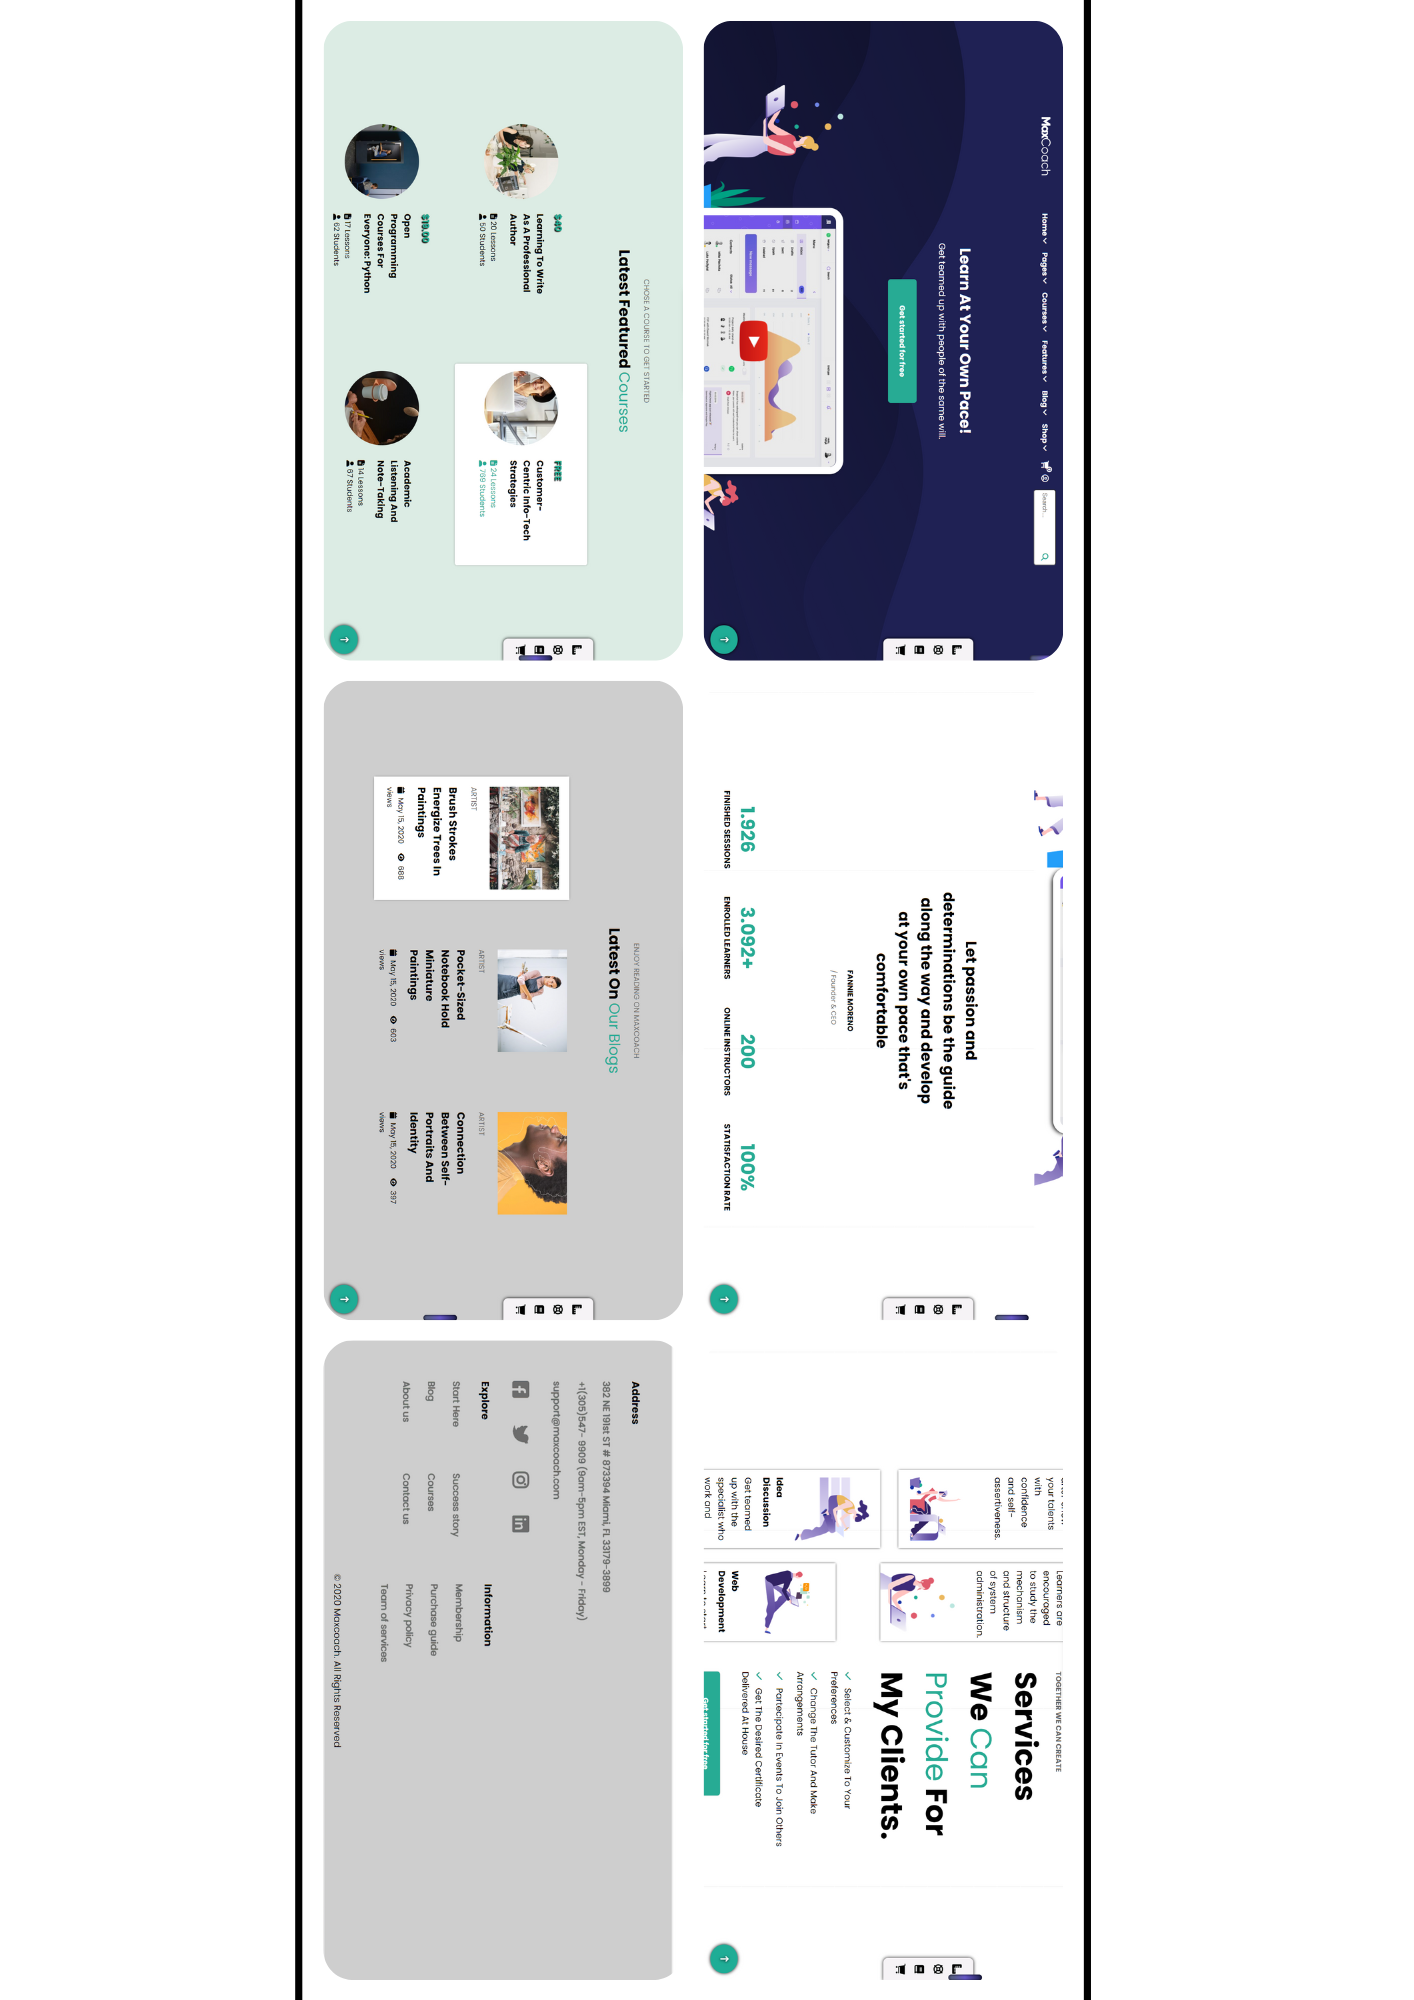 MaxCoach
Home
Pages
Courses
Features
Blog
Shop
Search...
Learn At Your Own Pace!
Get teamed up with people of the same will.
Get started for free
Let passion and
determinations be the guide
along the way and develop
at your own pace that's
comfortable
FANNIE MORENO
/ Founder & CEO
1.926
FINISHED SESSIONS
3.092+
ENROLLED LEARNERS
200
ONLINE INSTRUCTORS
100%
STATISFACTION RATE
your talents
with
confidence
and self-
assertiveness.
Idea
Discussion
Get teamed
up with the
specialist who
work and
Learners are
encouraged
to study the
mechanism
and structure
of system
administration.
Web
Development
TOGETHER WE CAN CREATE
Services
We Can
Provide For
My Clients.
Select & Customize To Your
Preferences
Change The Tutor And Make
Arrangements
Partecipate In Events To Join Others
Get The Desired Certificate
Delivered At House
Get started for free
CHOSE A COURSE TO GET STARTED
Latest Featured Courses
$40
Learning To Write
As A Professional
Author
20 Lessons
50 Students
FREE
Customer-
Centric Info-Tech
Strategies
24 Lessons
769 Students
$19.00
Open
Programming
Courses For
Everyone: Python
17 Lessons
62 Students
Academic
Listening And
Note-Taking
14 Lessons
67 Students
ENJOY READING ON MAXCOACH
Latest On Our Blogs
ARTIST
Brush Strokes
Energize Trees In
Paintings
May 15, 2020 688
views
ARTIST
Pocket-Sized
Notebook Hold
Miniature
Paintings
May 15, 2020 603
views
ARTIST
Connection
Between Self-
Portraits And
Identity
May 15, 2020 397
views
Address
382 NE 191st ST # 873394 Miami, FL 33179-3899
+1(305)547- 9909 (9am-5pm EST, Monday - Friday)
support@maxcoach.com
Explore
Start Here
Success story
Blog
Courses
About us
Contact us
Information
Membership
Purchase guide
Privacy policy
Team of services
© 2020 Maxcoach. All Rights Reserved